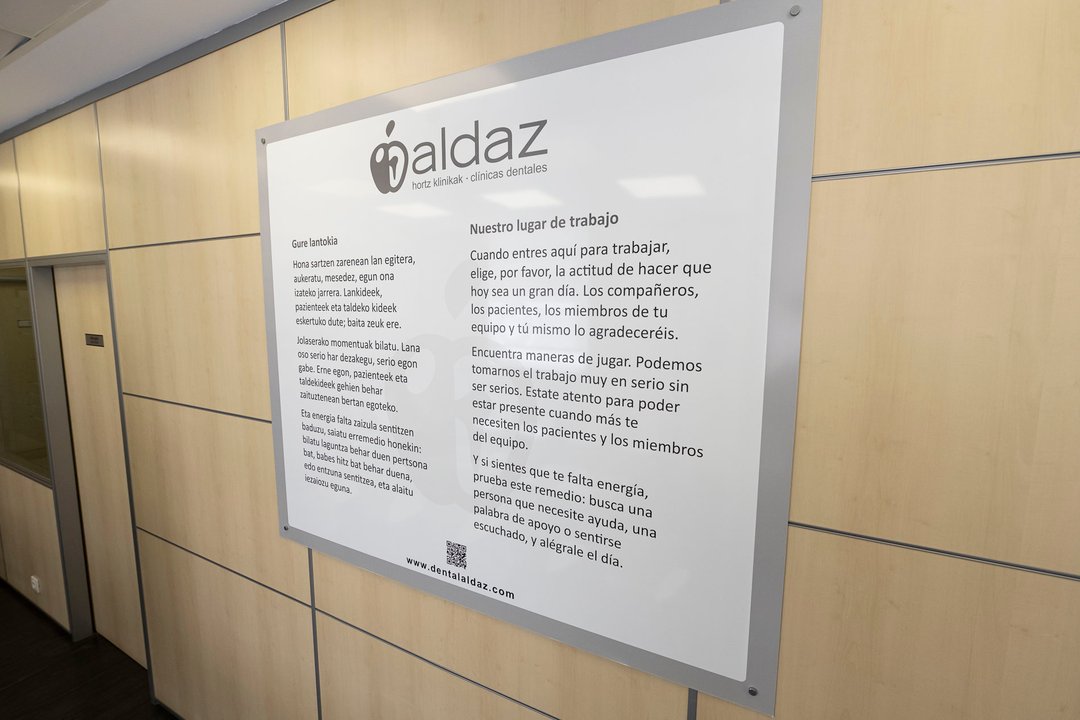 aldaz
hortz klinikak · clínicas dentales
Gure lantokia
Hona sartzen zarenean lan egitera,
aukeratu, mesedez, egun ona
izateko jarrera. Lankideek,
pazienteek eta taldeko kideek
eskertuko dute; baita zeuk ere.
Jolaserako momentuak bilatu. Lana
oso serio har dezakegu, serio egon
gabe. Erne egon, pazienteek eta
taldekideek gehien behar
zaituztenean bertan egoteko.
Eta energia falta zaizula sentitzen
baduzu, saiatu erremedio honekin:
bilatu laguntza behar duen pertsona
bat, babes hitz bat behar duena,
edo entzuna sentitzea, eta alaitu
iezaiozu eguna.
Nuestro lugar de trabajo
Cuando entres aquí para trabajar,
elige, por favor, la actitud de hacer que
hoy sea un gran día. Los compañeros,
los pacientes, los miembros de tu
equipo y tú mismo lo agradeceréis.
Encuentra maneras de jugar. Podemos
tomarnos el trabajo muy en serio sin
ser serios. Estate atento para poder
estar presente cuando más te
necesiten los pacientes y los miembros
del equipo.
Y si sientes que te falta energía,
prueba este remedio: busca una
persona que necesite ayuda, una
palabra de apoyo o sentirse
escuchado, y alégrale el día.
www.dentalaldaz.com